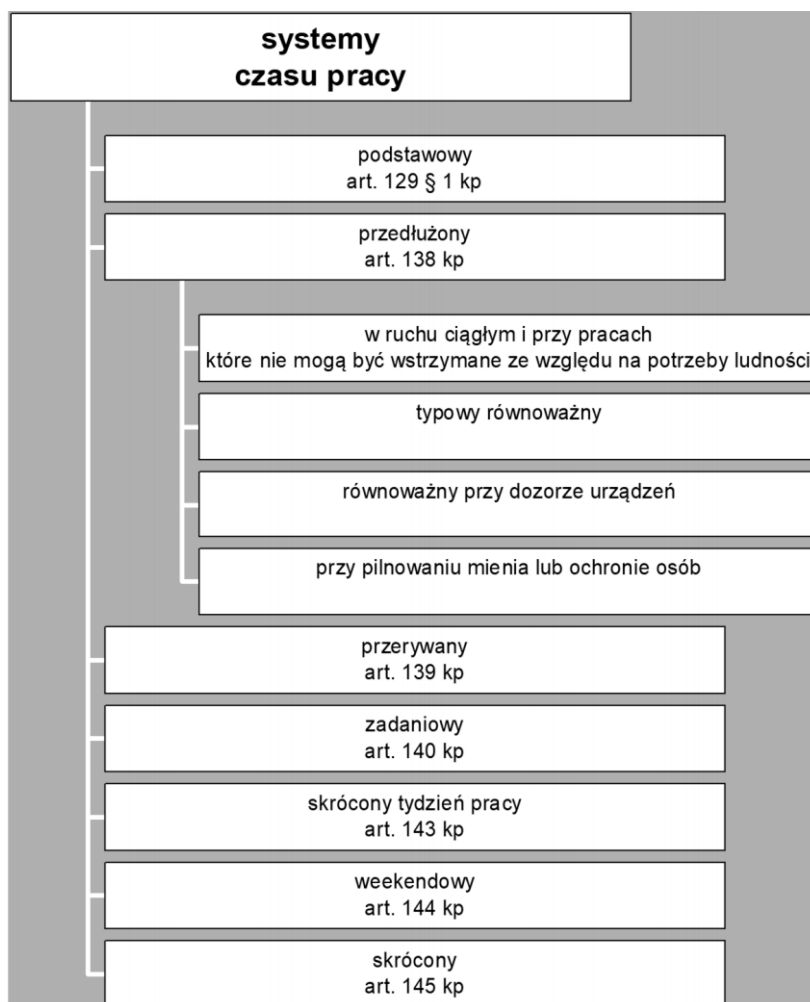 systemy
czasu pracy
podstawowy
art. 129 § 1 kp
przedłużony
art. 138 kp
w ruchu ciągłym i przy pracach
które nie mogą być wstrzymane ze względu na potrzeby ludności
typowy równoważny
równoważny przy dozorze urządzeń
przy pilnowaniu mienia lub ochronie osób
przerywany
art. 139 kp
zadaniowy
art. 140 kp
skrócony tydzień pracy
art. 143 kp
weekendowy
art. 144 kp
skrócony
art. 145 kp